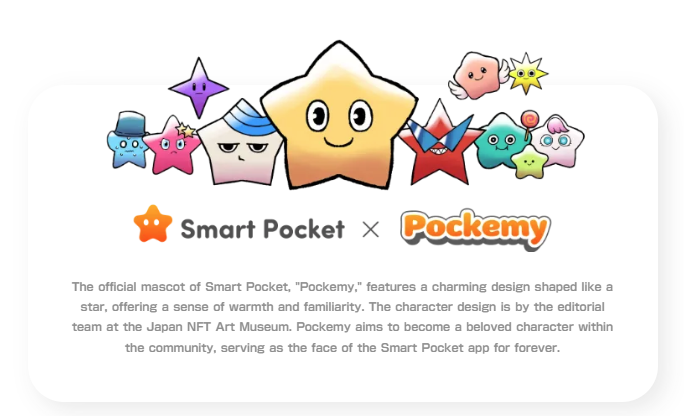 Smart Pocket × Pockemy
The official mascot of Smart Pocket, "Pockemy," features a charming design shaped like a
star, offering a sense of warmth and familiarity. The character design is by the editorial
team at the Japan NFT Art Museum. Pockemy aims to become a beloved character within
the community, serving as the face of the Smart Pocket app for forever.